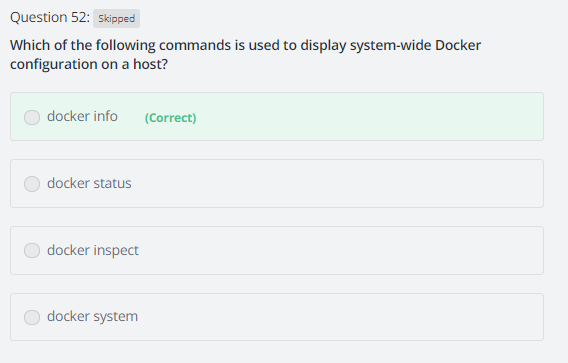 Question 52: Skipped
Which of the following commands is used to display system-wide Docker
configuration on a host?
docker info (Correct)
docker status
docker inspect
docker system